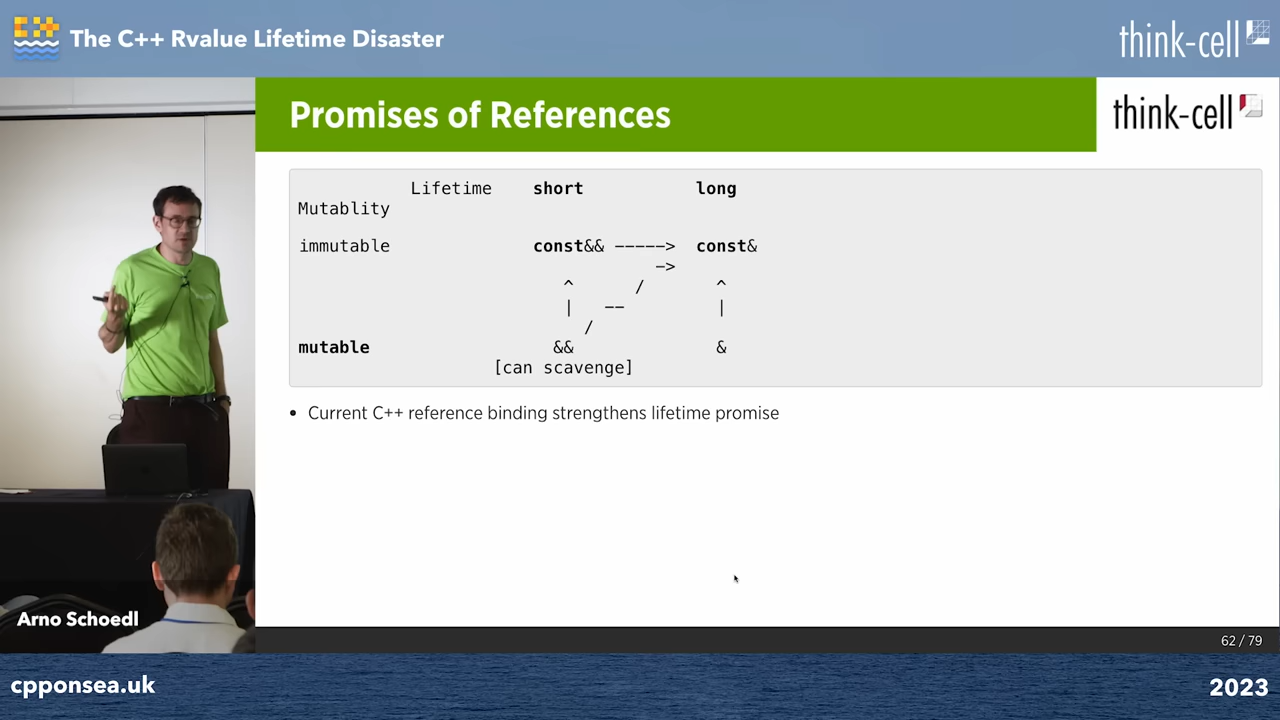 The C++ Rvalue Lifetime Disaster
think-cell
Promises of References
think-cell
Lifetime short long
Mutablity
immutable const&& -----> const&
->
^ / ^
| -- |
/
mutable && &
[can scavenge]
• Current C++ reference binding strengthens lifetime promise
Arno Schoedl
62 / 79
cpponsea.uk
2023